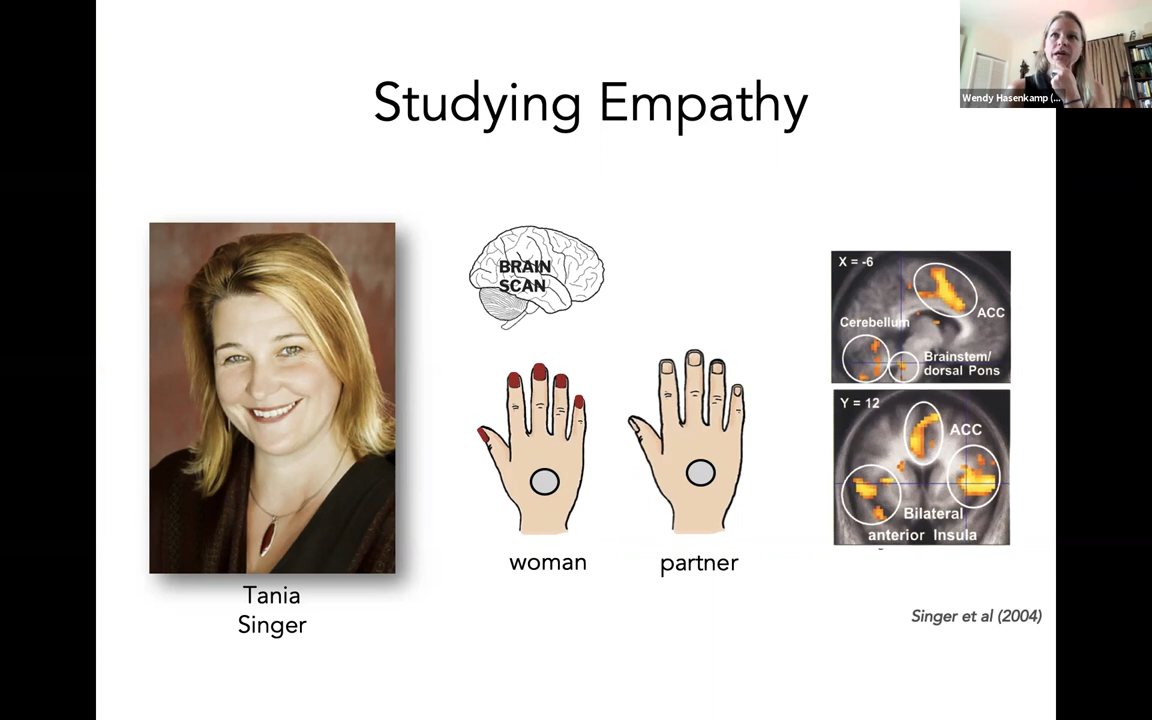 Wendy Hasenkamp (...
Studying Empathy
BRAIN
SCAN
X = -6
ACC
Cerebellum
Brainstem/
dorsal Pons
Y = 12
ACC
Bilateral
anterior Insula
woman
partner
Tania
Singer
Singer et al (2004)